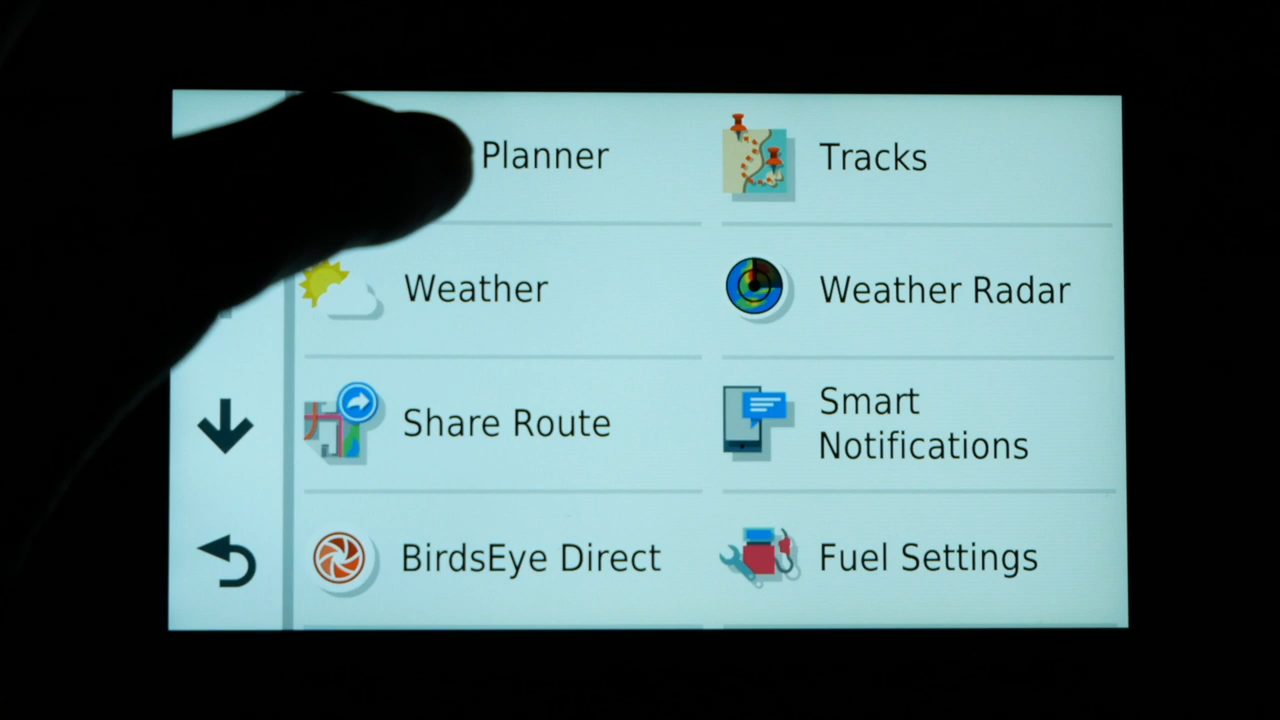 Planner
Tracks
Weather
Weather Radar
Share Route
Smart
Notifications
BirdsEye Direct
Fuel Settings